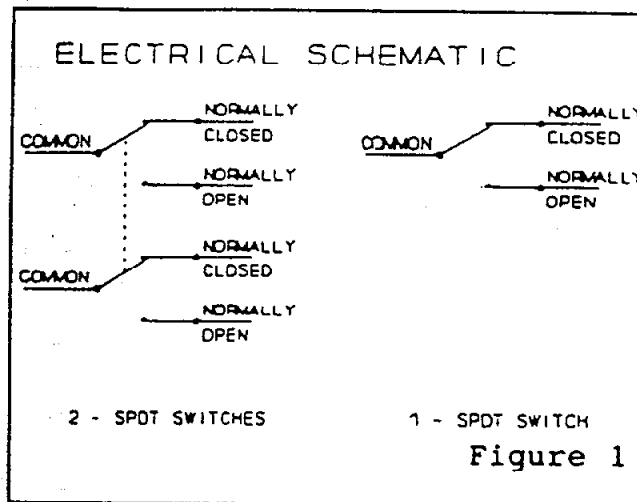 ELECTRICAL SCHEMATIC
COMMON
NORMALLY
CLOSED
NORMALLY
OPEN
COMMON
NORMALLY
CLOSED
NORMALLY
OPEN
2 - SPDT SWITCHES
COMMON
NORMALLY
CLOSED
NORMALLY
OPEN
1 - SPDT SWITCH
Figure 1